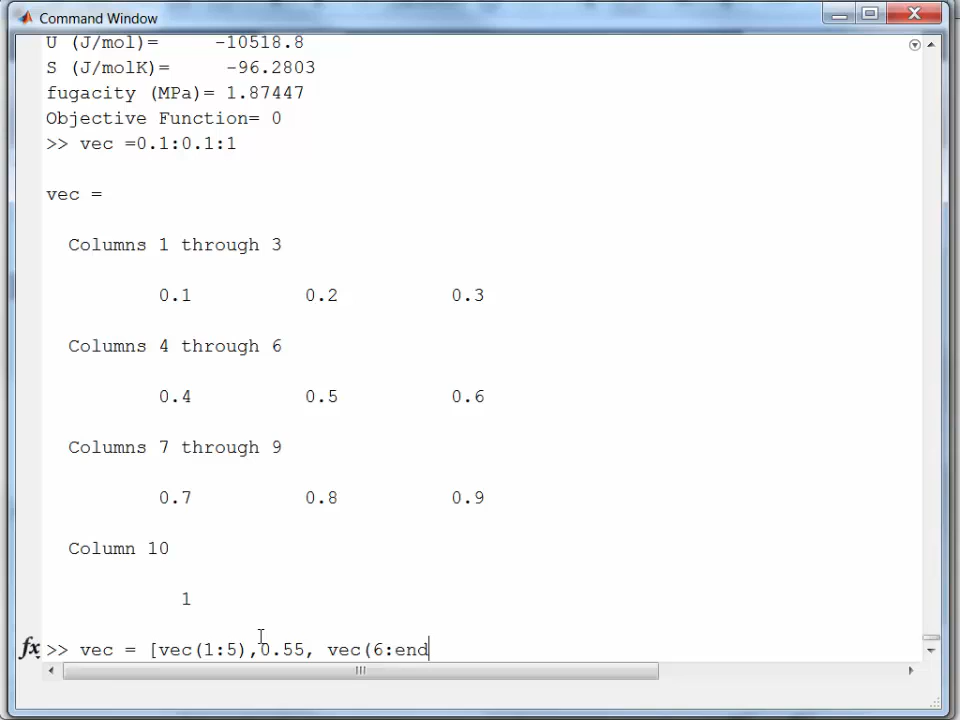 Command Window
U (J/mol)= -10518.8
S (J/molK)= -96.2803
fugacity (MPa)= 1.87447
Objective Function= 0
>> vec =0.1:0.1:1
vec =
Columns 1 through 3
0.1 0.2 0.3
Columns 4 through 6
0.4 0.5 0.6
Columns 7 through 9
0.7 0.8 0.9
Column 10
1
fx >> vec = [vec(1:5),0.55, vec(6:end